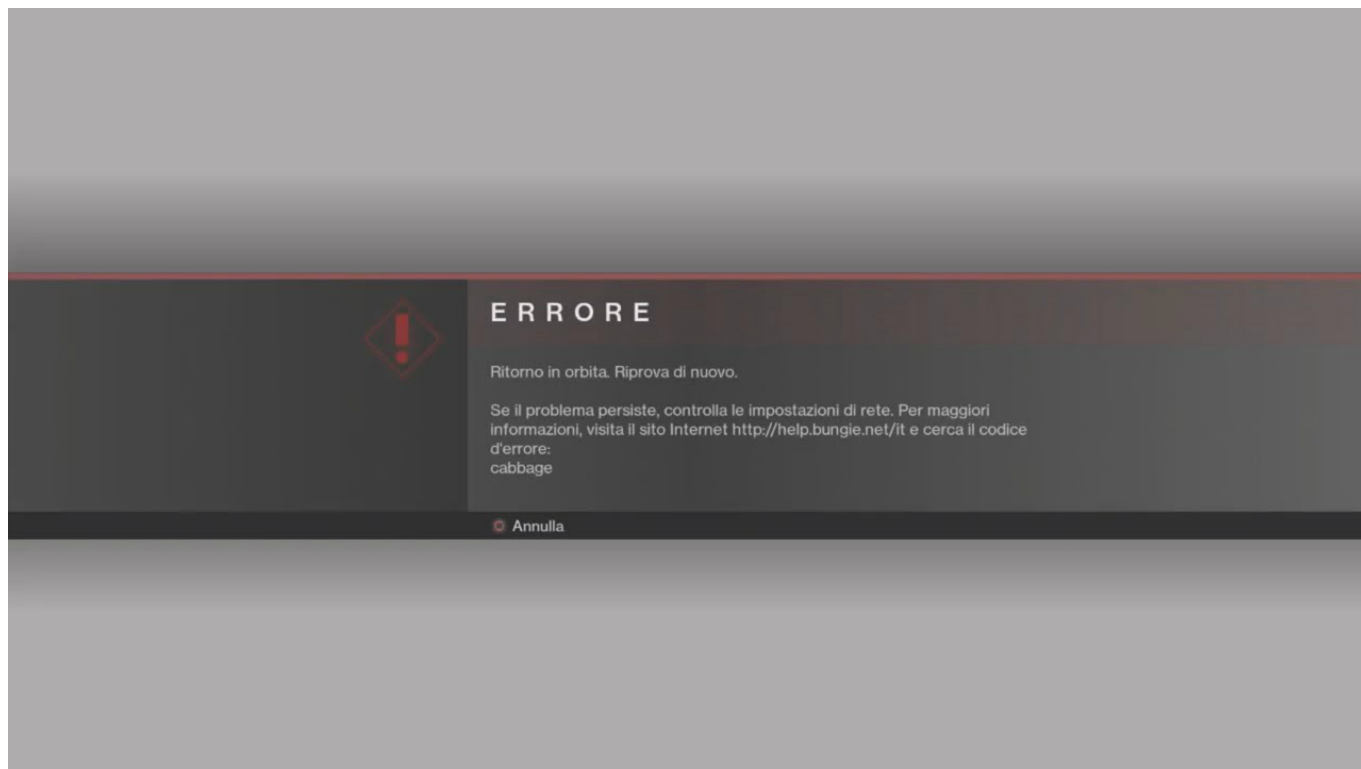 ERRORE
Ritorno in orbita. Riprova di nuovo.
Se il problema persiste, controlla le impostazioni di rete. Per maggiori
informazioni, visita il sito Internet http://help.bungie.net/it e cerca il codice
d'errore:
cabbage
Annulla